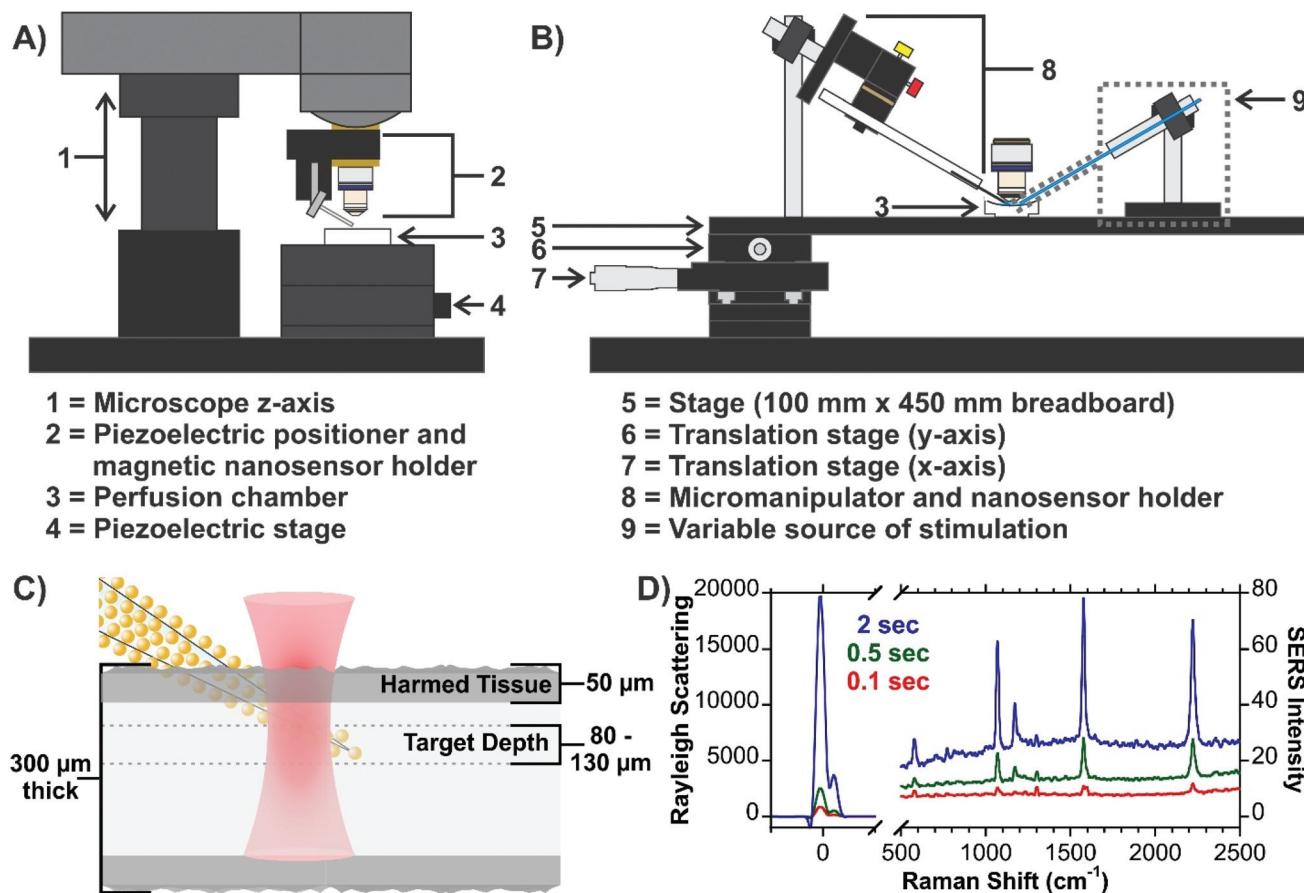 A)
1
2
3
4
B)
8
9
3
5
6
7
1 = Microscope z-axis
2 = Piezoelectric positioner and
magnetic nanosensor holder
3 = Perfusion chamber
4 = Piezoelectric stage
5 = Stage (100 mm x 450 mm breadboard)
6 = Translation stage (y-axis)
7 = Translation stage (x-axis)
8 = Micromanipulator and nanosensor holder
9 = Variable source of stimulation
C)
Harmed Tissue
50 µm
Target Depth
80 -
130 µm
300 µm
thick
D)
Rayleigh Scattering
20000
15000
10000
5000
0
2 sec
0.5 sec
0.1 sec
80
60
40
20
0
SERS Intensity
0
500
1000
1500
2000
2500
Raman Shift (cm⁻¹)